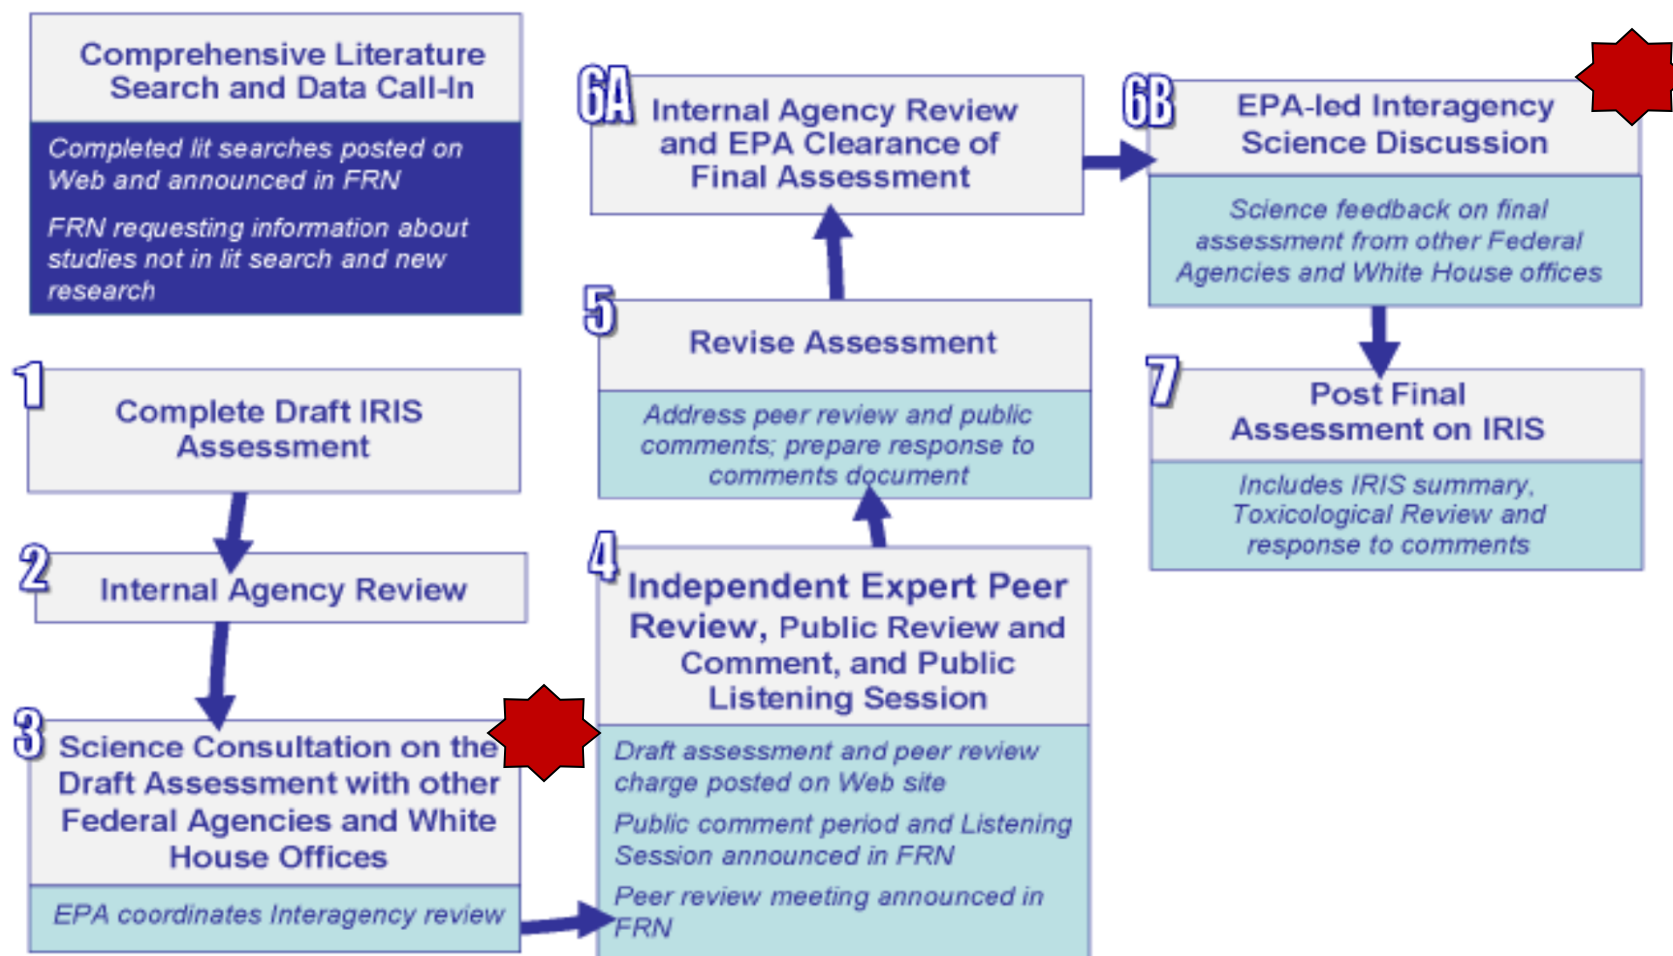 Comprehensive Literature
Search and Data Call-In
Completed lit searches posted on
Web and announced in FRN
FRN requesting information about
studies not in lit search and new
research
1
Complete Draft IRIS
Assessment
2
Internal Agency Review
3
Science Consultation on the
Draft Assessment with other
Federal Agencies and White
House Offices
EPA coordinates Interagency review
4
Independent Expert Peer
Review, Public Review and
Comment, and Public
Listening Session
Draft assessment and peer review
charge posted on Web site
Public comment period and Listening
Session announced in FRN
Peer review meeting announced in
FRN
5
Revise Assessment
Address peer review and public
comments; prepare response to
comments document
6A
Internal Agency Review
and EPA Clearance of
Final Assessment
6B
EPA-led Interagency
Science Discussion
Science feedback on final
assessment from other Federal
Agencies and White House offices
7
Post Final
Assessment on IRIS
Includes IRIS summary,
Toxicological Review and
response to comments